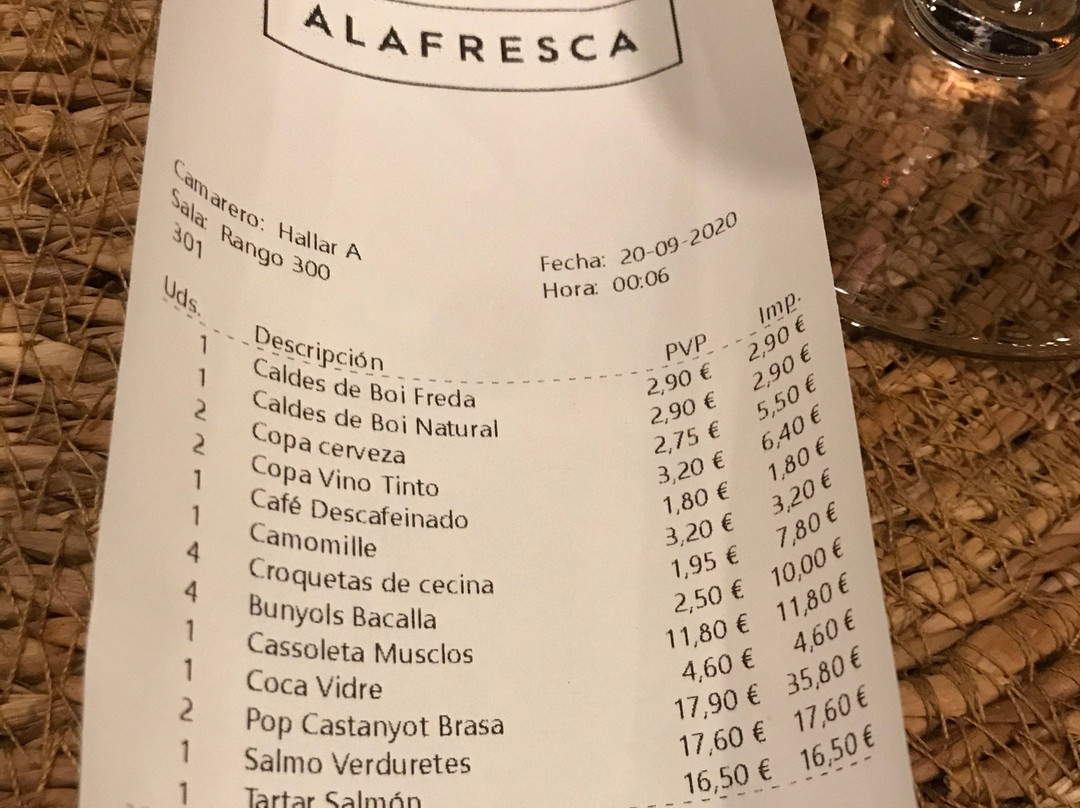 ALAFRESCA
Camarero: Hallar A
Sala: Rango 300
301
Fecha: 20-09-2020
Hora: 00:06
Uds. Descripción PVP Imp.
1 Caldes de Boi Freda 2,90 € 2,90 €
1 Caldes de Boi Natural 2,90 € 2,90 €
2 Copa cerveza 2,75 € 5,50 €
2 Copa Vino Tinto 3,20 € 6,40 €
1 Café Descafeinado 1,80 € 1,80 €
1 Camomille 3,20 € 3,20 €
4 Croquetas de cecina 1,95 € 7,80 €
4 Bunyols Bacalla 2,50 € 10,00 €
1 Cassoleta Musclos 11,80 € 11,80 €
1 Coca Vidre 4,60 € 4,60 €
2 Pop Castanyot Brasa 17,90 € 35,80 €
1 Salmo Verduretes 17,60 € 17,60 €
1 Tartar Salmón 16,50 € 16,50 €